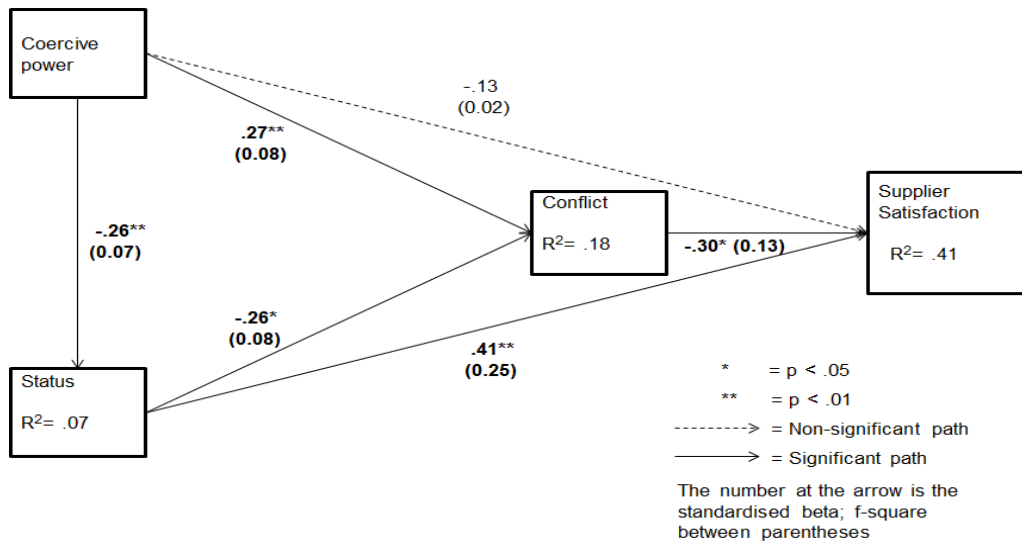 Coercive
power
-.13
(0.02)
.27**
(0.08)
Conflict
R²= .18
Supplier
Satisfaction
R²= .41
-.26**
(0.07)
-.30* (0.13)
-.26*
(0.08)
.41**
(0.25)
Status
R²= .07
* = p < .05
** = p < .01
= Non-significant path
= Significant path
The number at the arrow is the
standardised beta; f-square
between parentheses